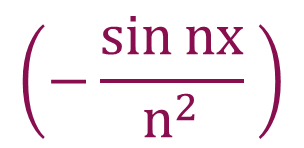 (− sin nx / n²)